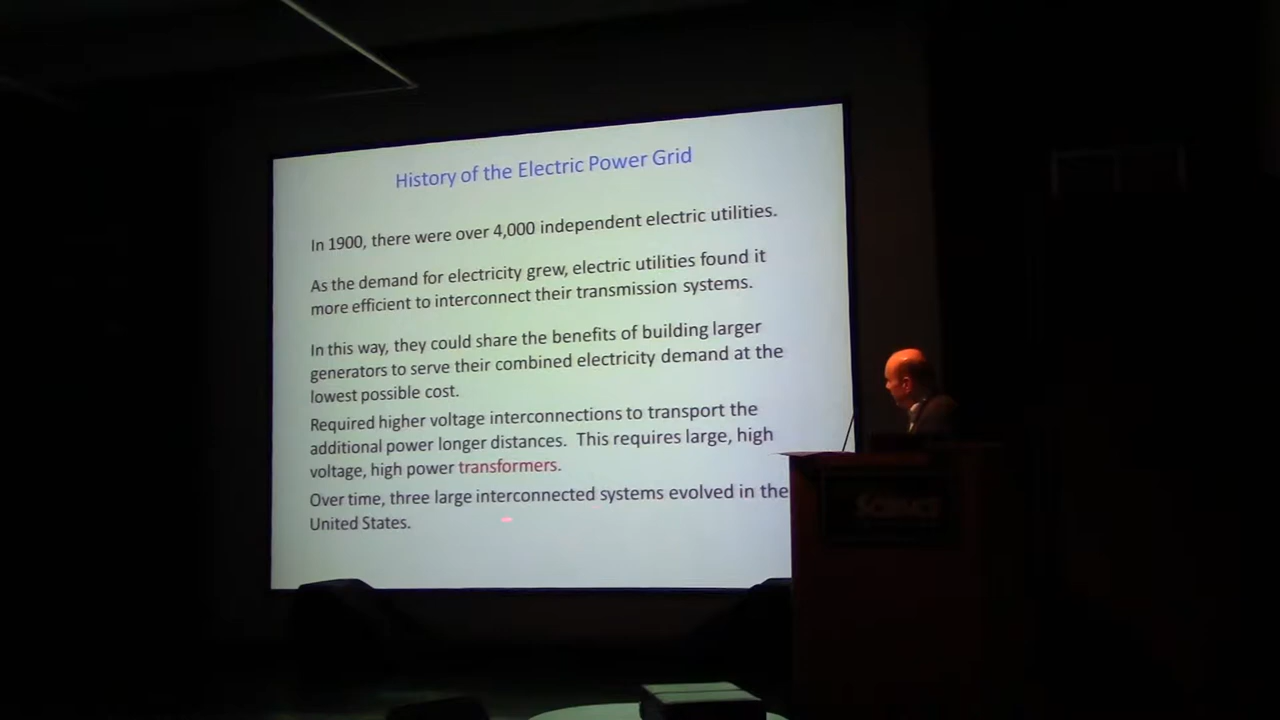 History of the Electric Power Grid
In 1900, there were over 4,000 independent electric utilities.
As the demand for electricity grew, electric utilities found it
more efficient to interconnect their transmission systems.
In this way, they could share the benefits of building larger
generators to serve their combined electricity demand at the
lowest possible cost.
Required higher voltage interconnections to transport the
additional power longer distances.  This requires large, high
voltage, high power transformers.
Over time, three large interconnected systems evolved in the
United States.
SCIENCE